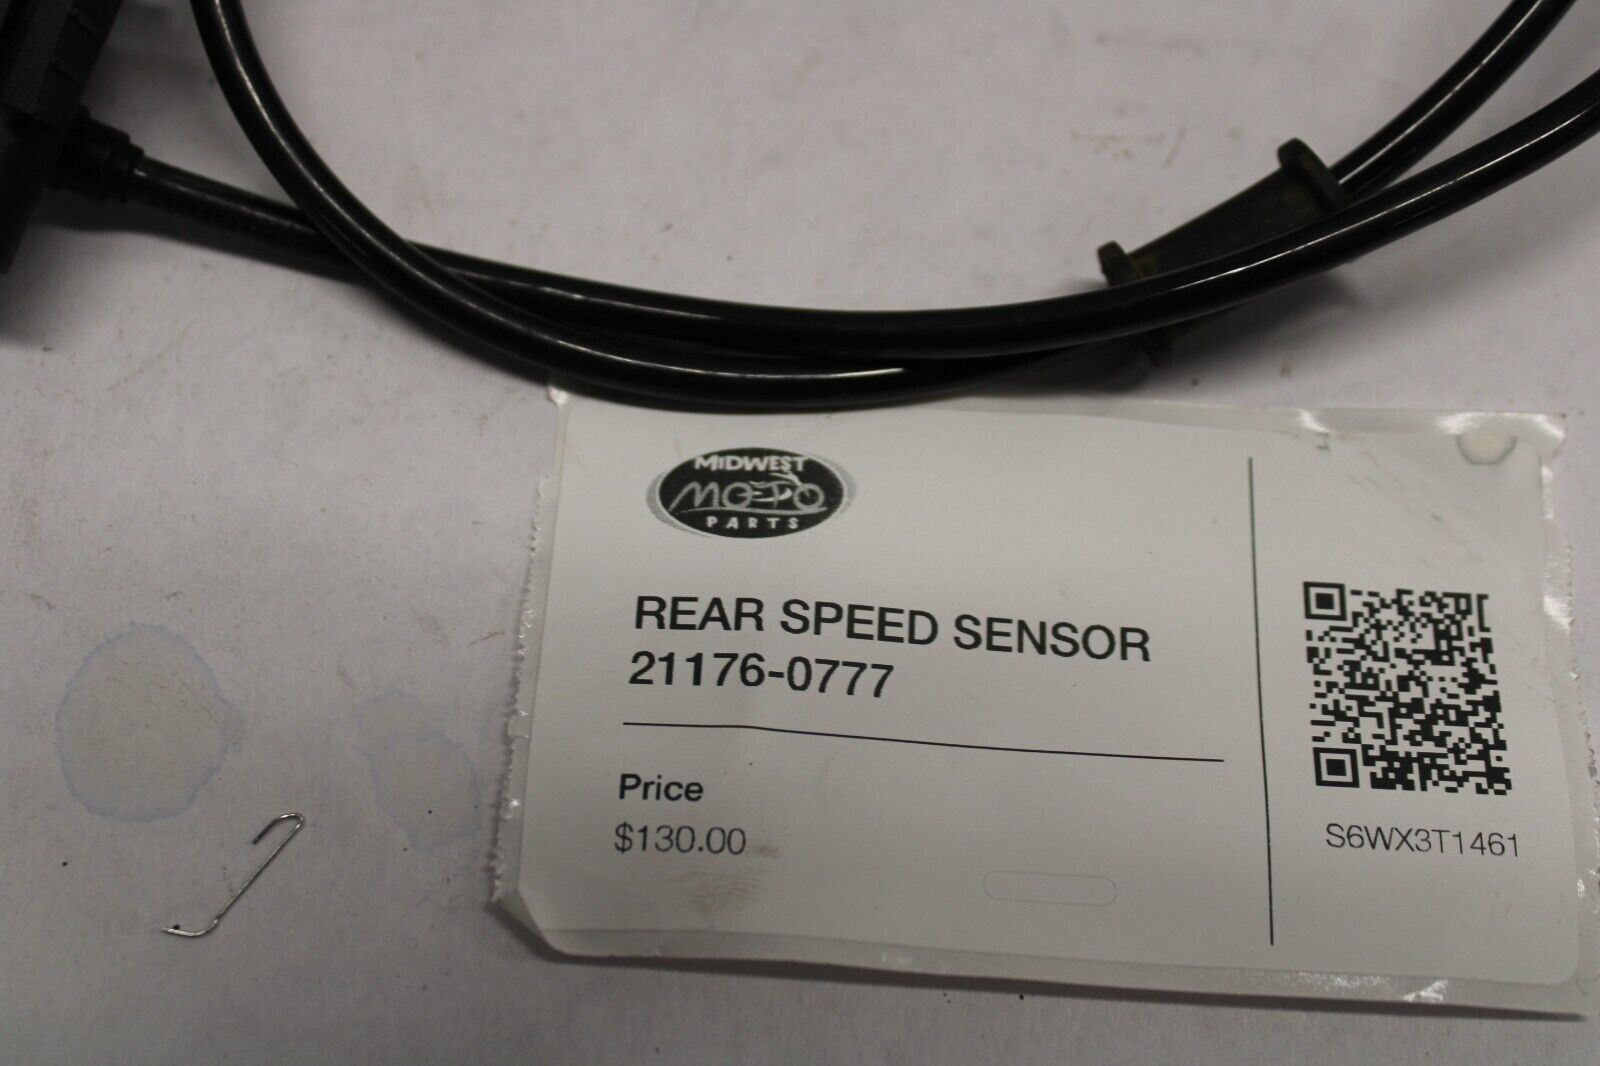 MIDWEST
MOTO
PARTS
REAR SPEED SENSOR
21176-0777
Price
$130.00
S6WX3T1461